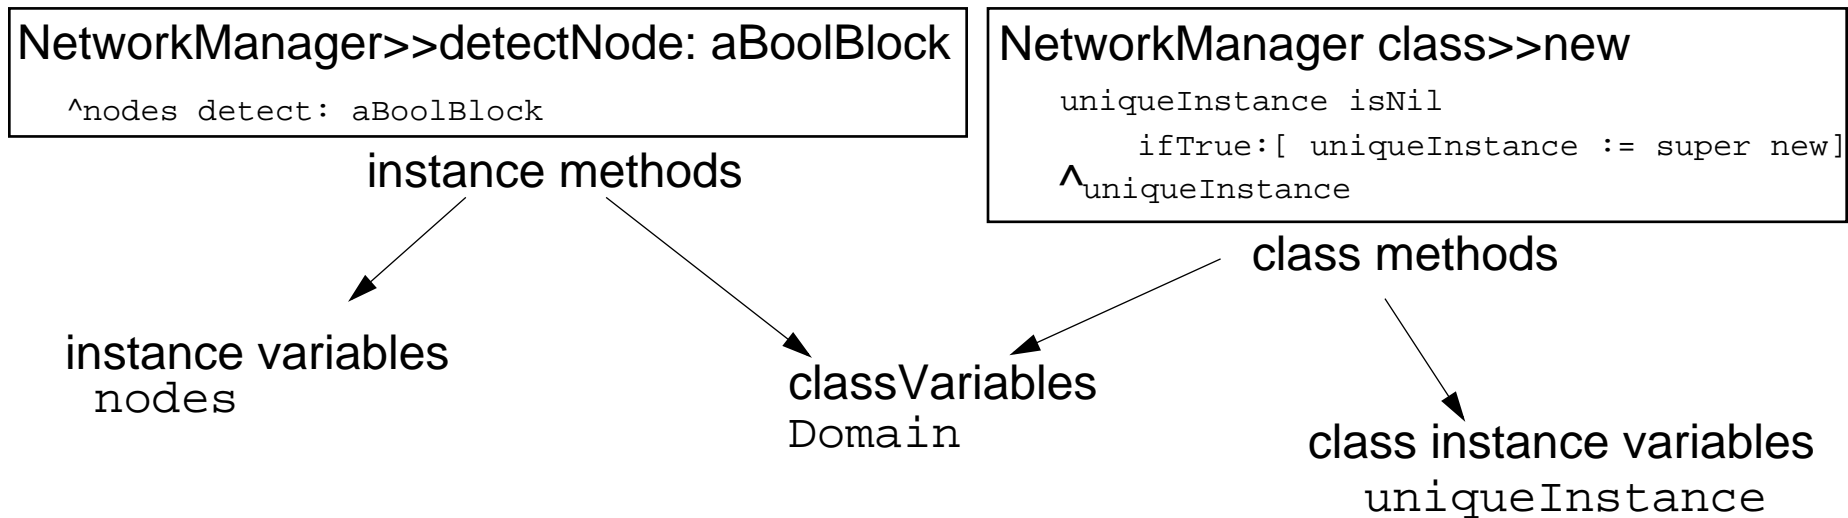 NetworkManager>>detectNode: aBoolBlock
^nodes detect: aBoolBlock
NetworkManager class>>new
uniqueInstance isNil
ifTrue:[ uniqueInstance := super new]
^uniqueInstance
instance methods
class methods
instance variables
nodes
classVariables
Domain
class instance variables
uniqueInstance